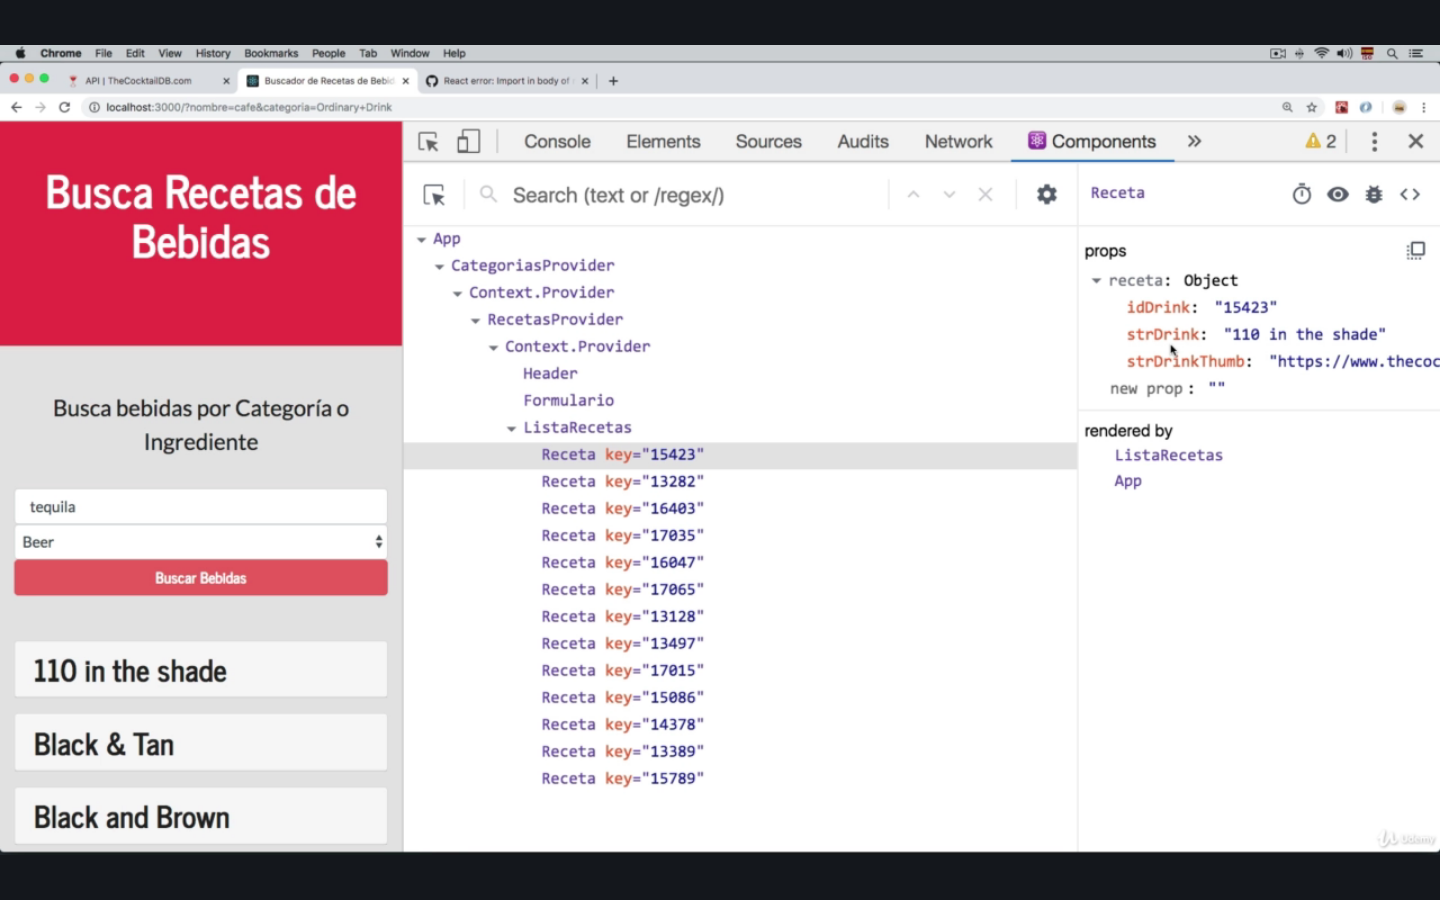 Chrome File Edit View History Bookmarks People Tab Window Help
API | TheCocktailDB.com
Buscador de Recetas de Bebid
React error: Import in body of
localhost:3000/?nombre=cafe&categoria=Ordinary+Drink
Console Elements Sources Audits Network Components 2
Search (text or /regex/)
Receta
Busca Recetas de
Bebidas
Busca bebidas por Categoría o
Ingrediente
tequila
Beer
Buscar Bebidas
110 in the shade
Black & Tan
Black and Brown
App
CategoriasProvider
Context.Provider
RecetasProvider
Context.Provider
Header
Formulario
ListaRecetas
Receta key="15423"
Receta key="13282"
Receta key="16403"
Receta key="17035"
Receta key="16047"
Receta key="17065"
Receta key="13128"
Receta key="13497"
Receta key="17015"
Receta key="15086"
Receta key="14378"
Receta key="13389"
Receta key="15789"
props
receta: Object
idDrink: "15423"
strDrink: "110 in the shade"
strDrinkThumb: "https://www.thecoc
new prop : ""
rendered by
ListaRecetas
App
Udemy